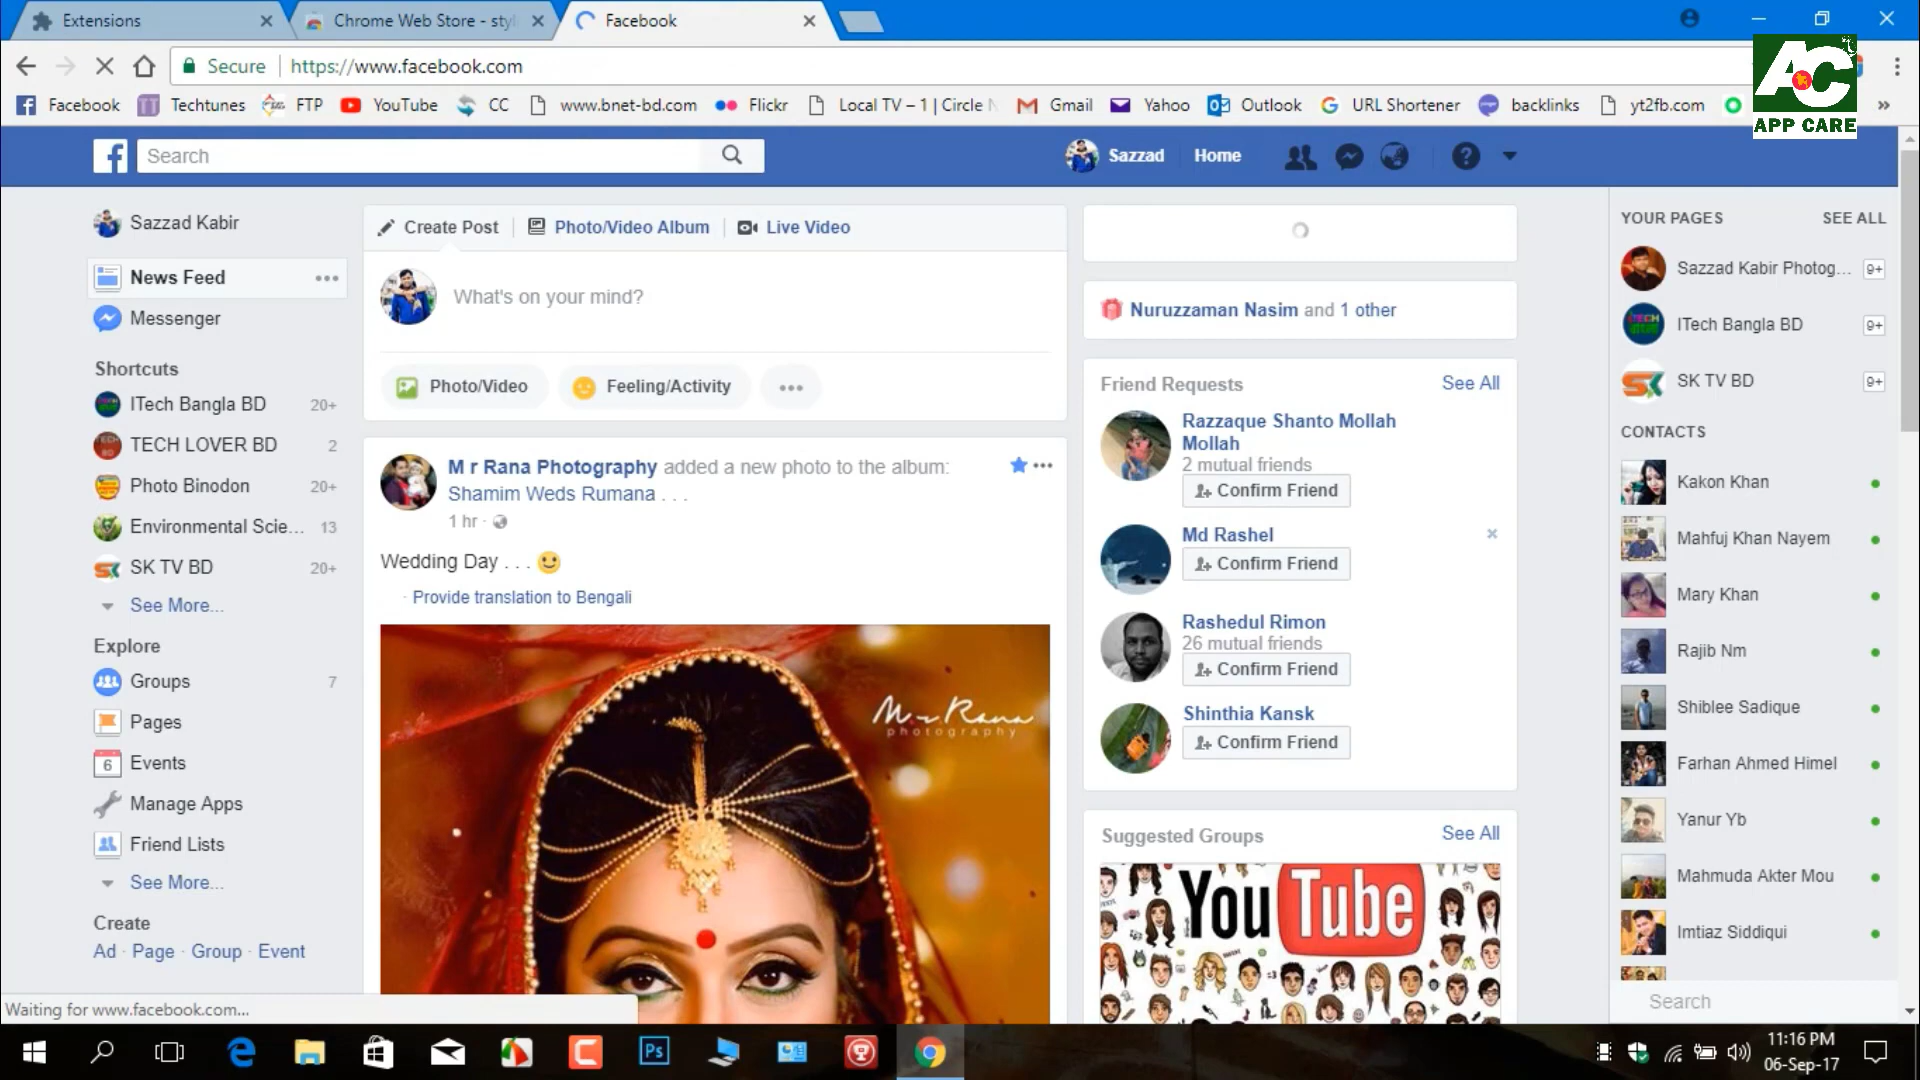 Extensions
Chrome Web Store - styl
Facebook
Secure
https://www.facebook.com
Facebook
Techtunes
FTP
YouTube
CC
www.bnet-bd.com
Flickr
Local TV – 1 | Circle N
Gmail
Yahoo
Outlook
URL Shortener
backlinks
yt2fb.com
»
AC
APP CARE
Search
Sazzad
Home
Sazzad Kabir
News Feed
Messenger
Shortcuts
ITech Bangla BD 20+
TECH LOVER BD 2
Photo Binodon 20+
Environmental Scie... 13
SK TV BD 20+
See More...
Explore
Groups 7
Pages
6 Events
Manage Apps
Friend Lists
See More...
Create
Ad · Page · Group · Event
Waiting for www.facebook.com...
Create Post
Photo/Video Album
Live Video
What's on your mind?
Photo/Video
Feeling/Activity
M r Rana Photography added a new photo to the album:
Shamim Weds Rumana . . .
1 hr ·
Wedding Day . . .
· Provide translation to Bengali
M.r.Rana
photography
Nuruzzaman Nasim and 1 other
Friend Requests See All
Razzaque Shanto Mollah
Mollah
2 mutual friends
Confirm Friend
Md Rashel
Confirm Friend
Rashedul Rimon
26 mutual friends
Confirm Friend
Shinthia Kansk
Confirm Friend
Suggested Groups See All
YouTube
YOUR PAGES SEE ALL
Sazzad Kabir Photog... 9+
ITech Bangla BD 9+
SK TV BD 9+
CONTACTS
Kakon Khan
Mahfuj Khan Nayem
Mary Khan
Rajib Nm
Shiblee Sadique
Farhan Ahmed Himel
Yanur Yb
Mahmuda Akter Mou
Imtiaz Siddiqui
Search
Ps
11:16 PM
06-Sep-17